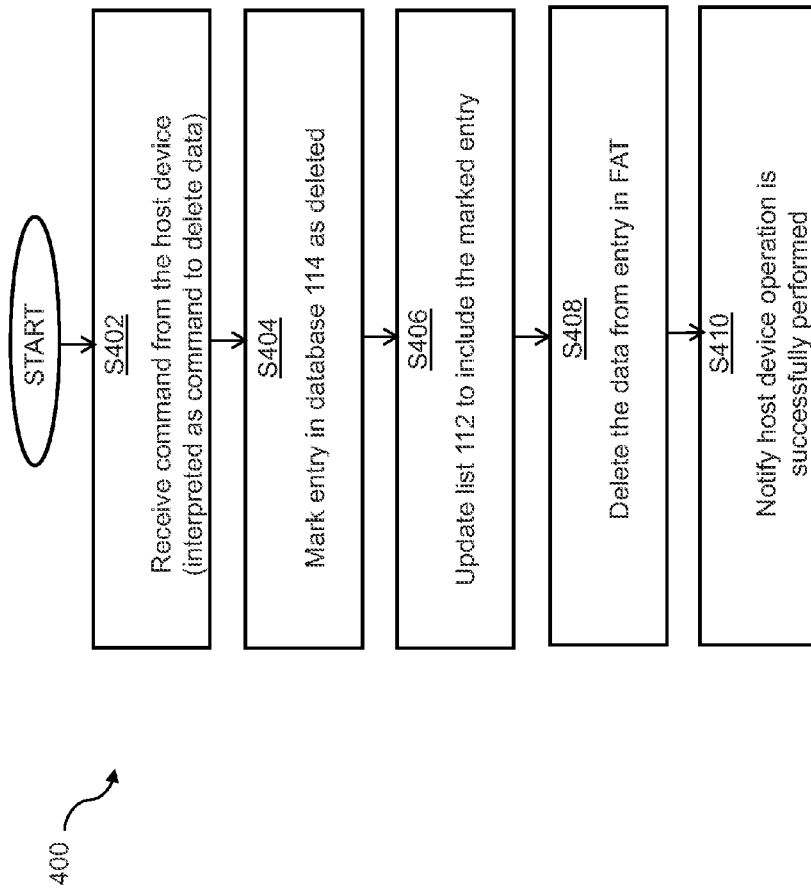 400
START
S402
Receive command from the host device
(interpreted as command to delete data)
S404
Mark entry in database 114 as deleted
S406
Update list 112 to include the marked entry
S408
Delete the data from entry in FAT
S410
Notify host device operation is
successfully performed